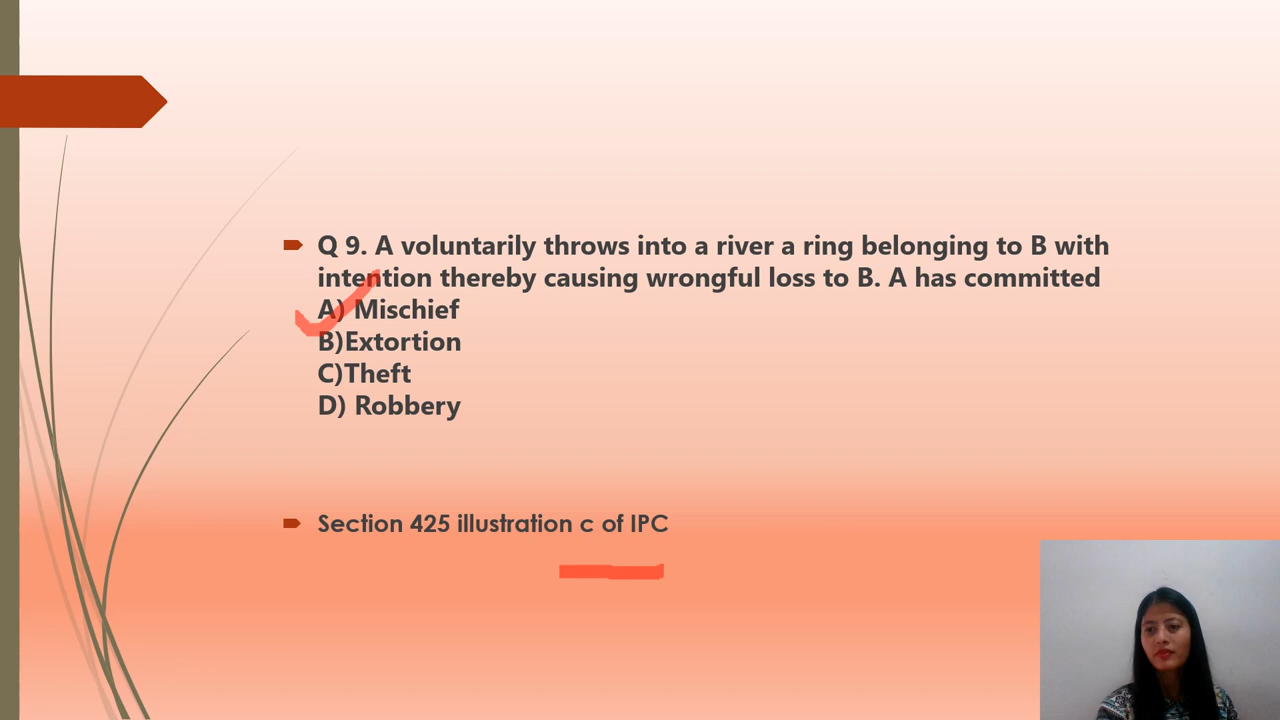 Q 9. A voluntarily throws into a river a ring belonging to B with
intention thereby causing wrongful loss to B. A has committed
A) Mischief
B)Extortion
C)Theft
D) Robbery
Section 425 illustration c of IPC